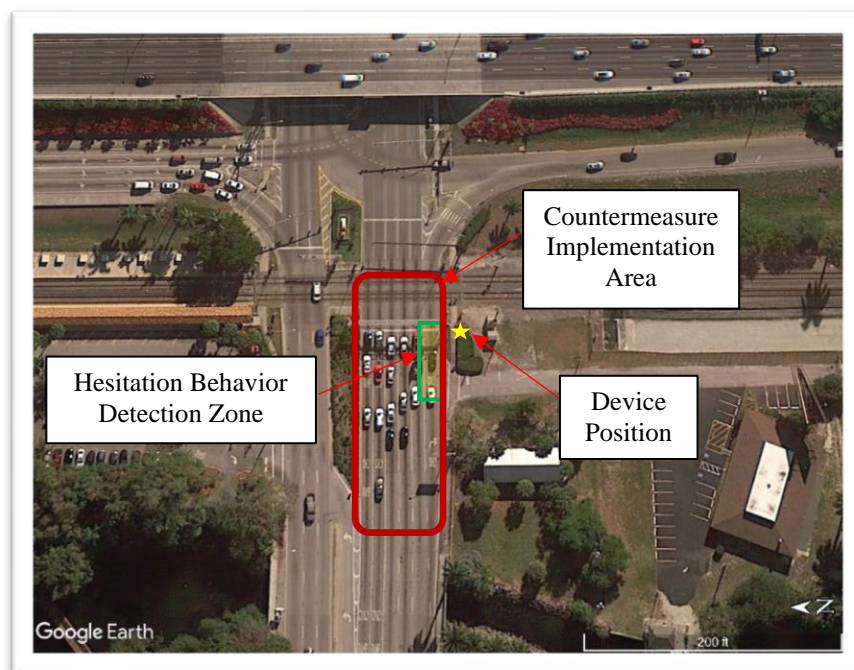 Countermeasure
Implementation
Area
Hesitation Behavior
Detection Zone
Device
Position
Google Earth
Z
200 ft